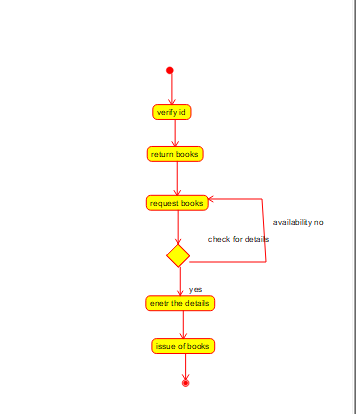 verify id
return books
request books
availability no
check for details
yes
enetr the details
issue of books